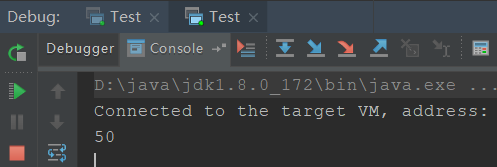 Debug: Test Test
Debugger Console
D:\java\jdk1.8.0_172\bin\java.exe ...
Connected to the target VM, address:
50